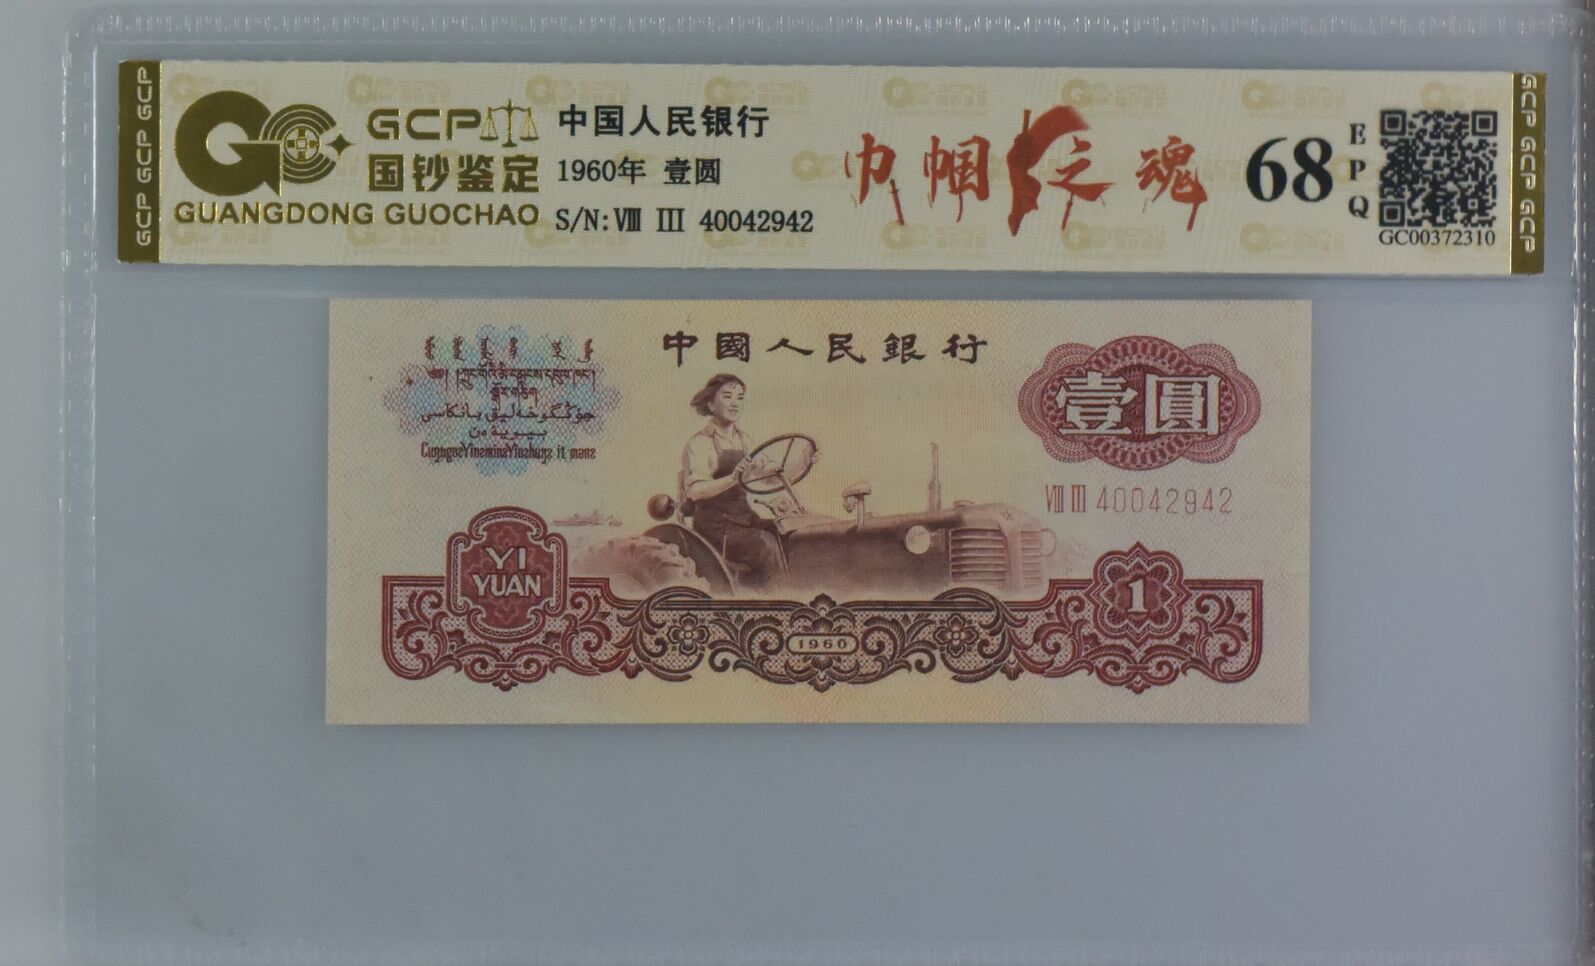 GCP GCP GCP
GCP
国钞鉴定
GUANGDONG GUOCHAO
中国人民银行
1960年 壹圆
S/N: Ⅷ Ⅲ 40042942
巾帼之魂
68
EPQ
GC00372310
GCP GCP GCP
中國人民銀行
壹圓
Ⅷ Ⅲ 40042942
YI
YUAN
1960
1